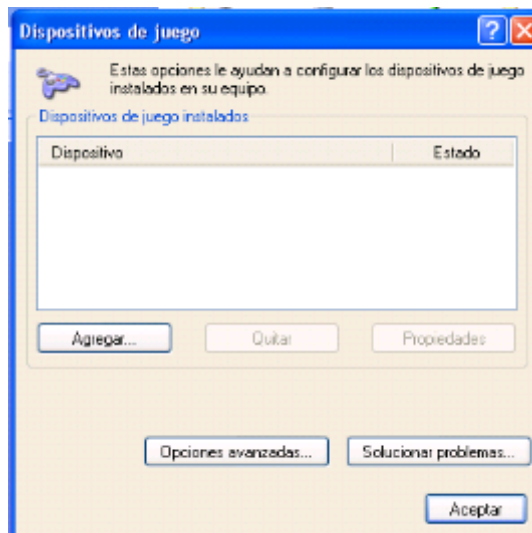 Dispositivos de juego
Estas opciones le ayudan a configurar los dispositivos de juego
instalados en su equipo.
Dispositivos de juego instalados
Dispositivo Estado
Agregar... Quitar Propiedades
Opciones avanzadas... Solucionar problemas...
Aceptar